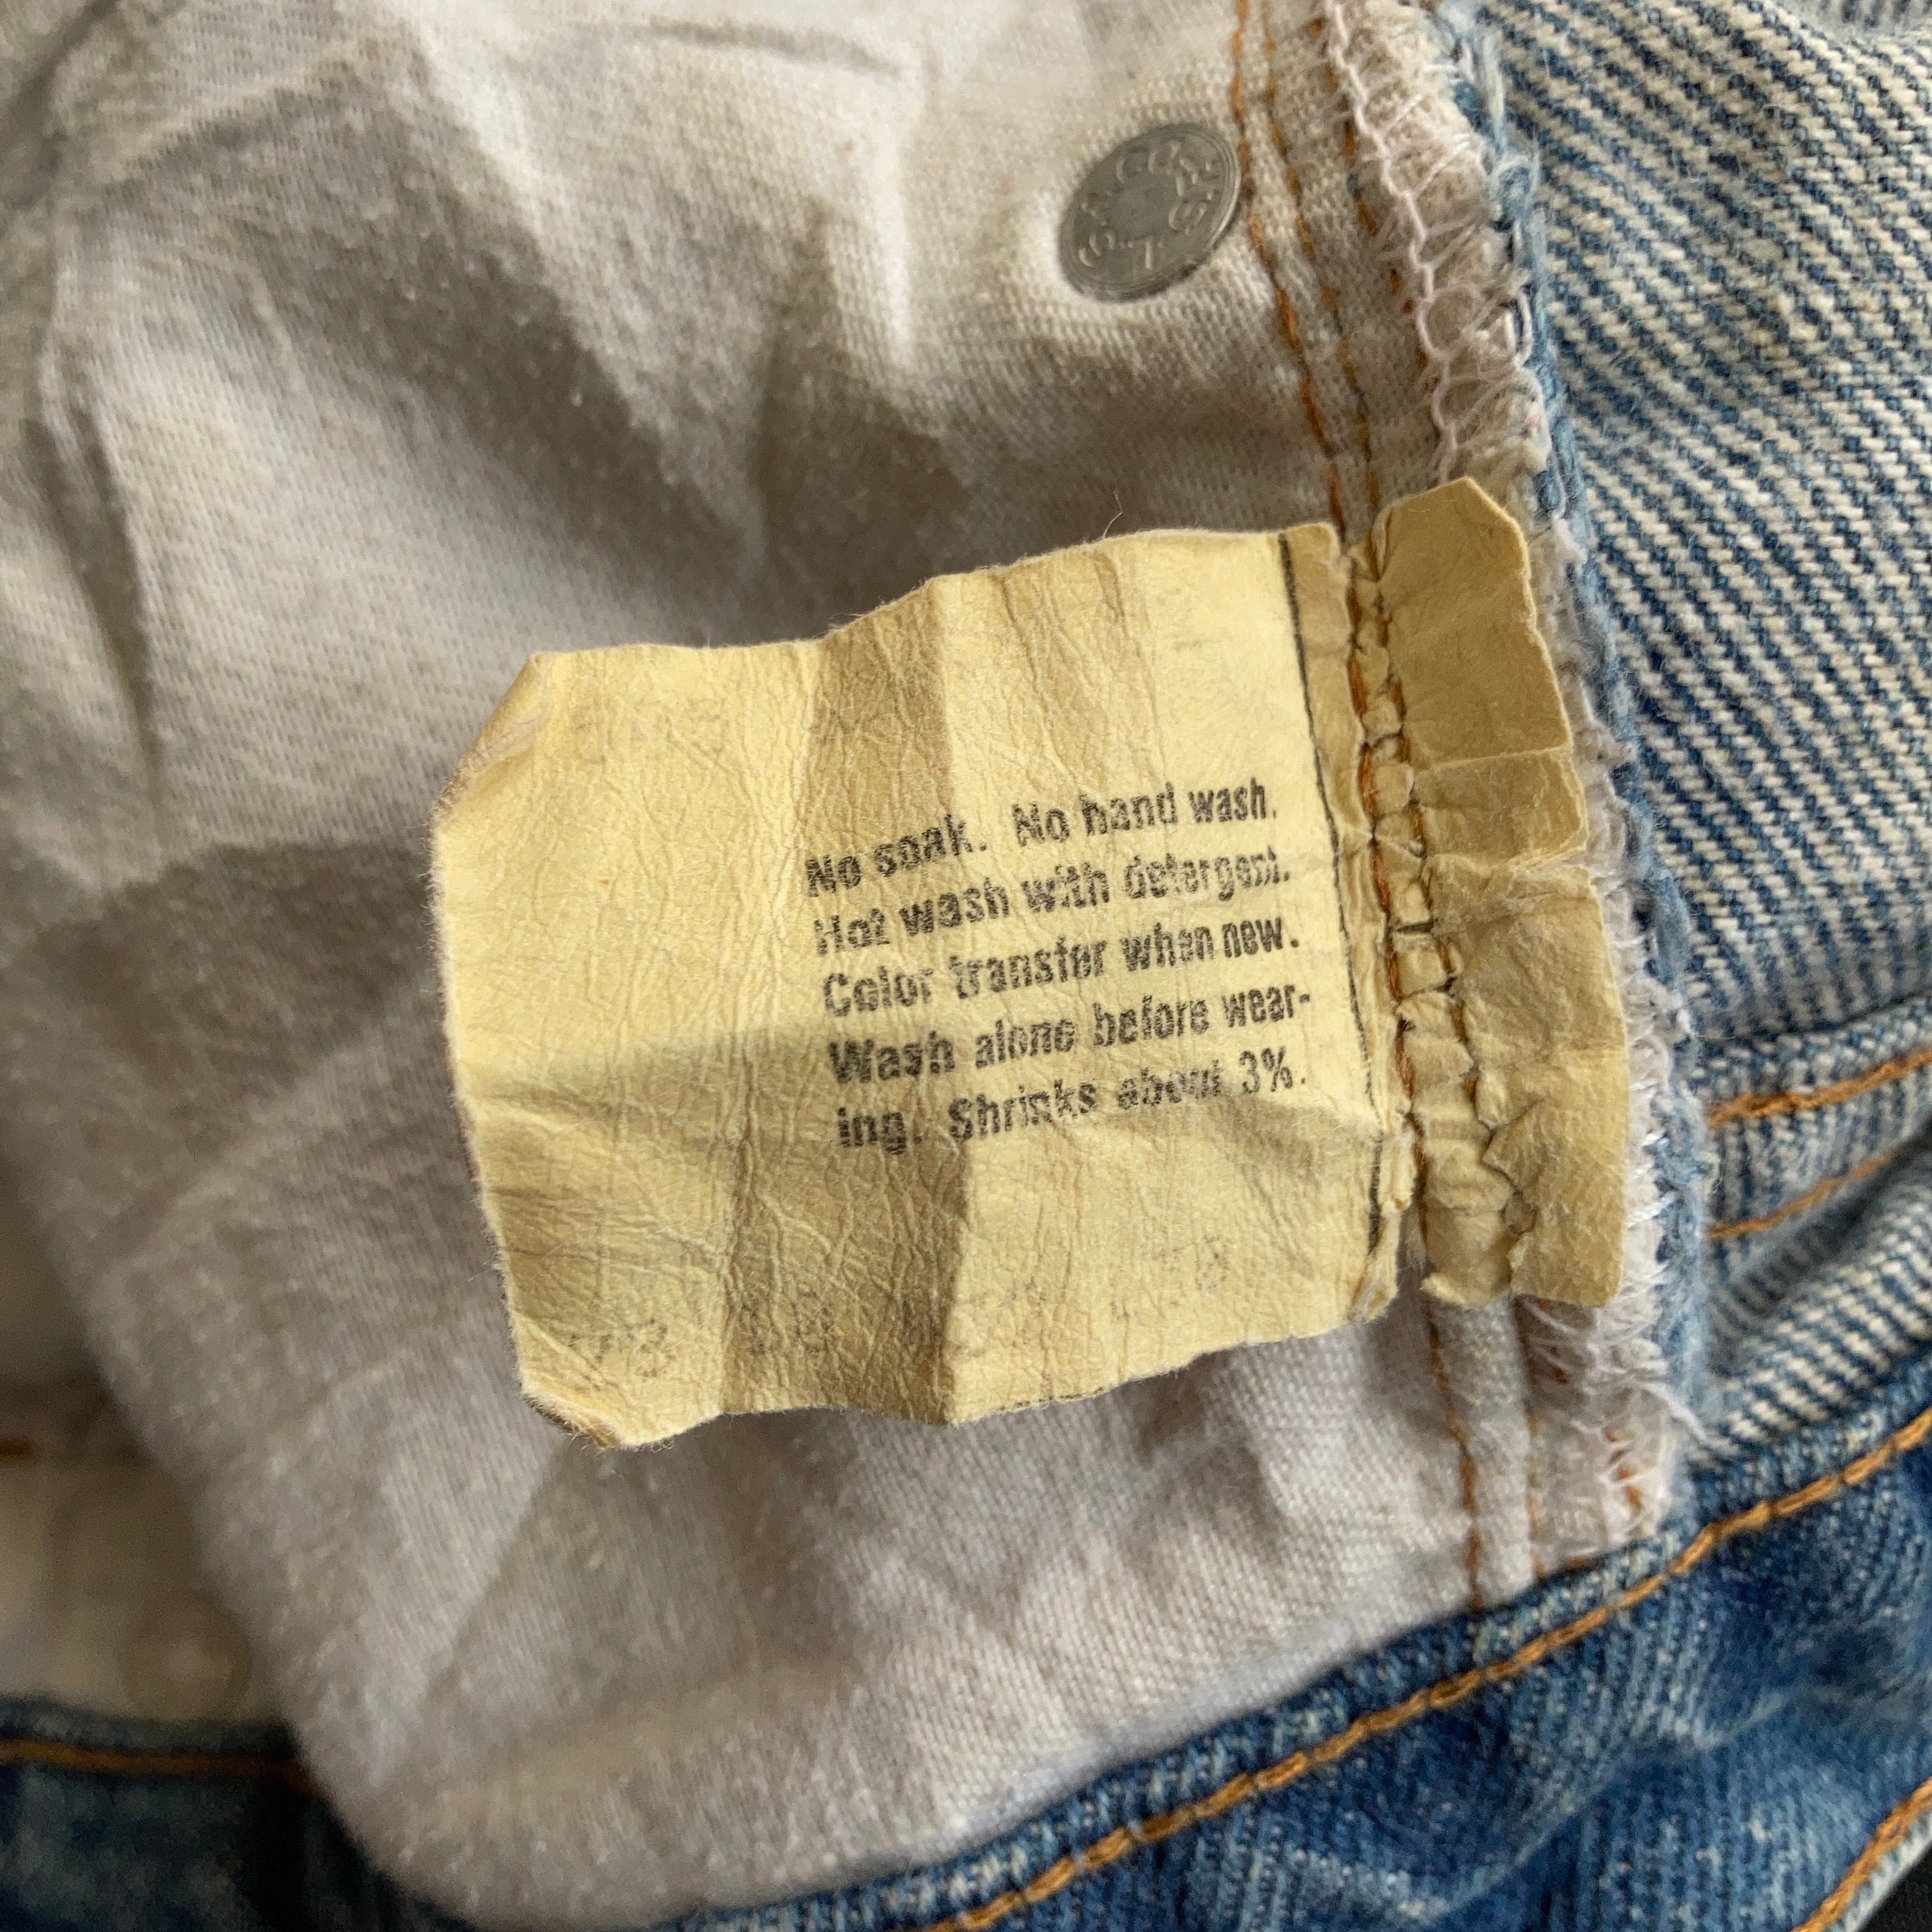 No soak. No hand wash.
Hot wash with detergent.
Color transfer when new.
Wash alone before wear-
ing. Shrinks about 3%.